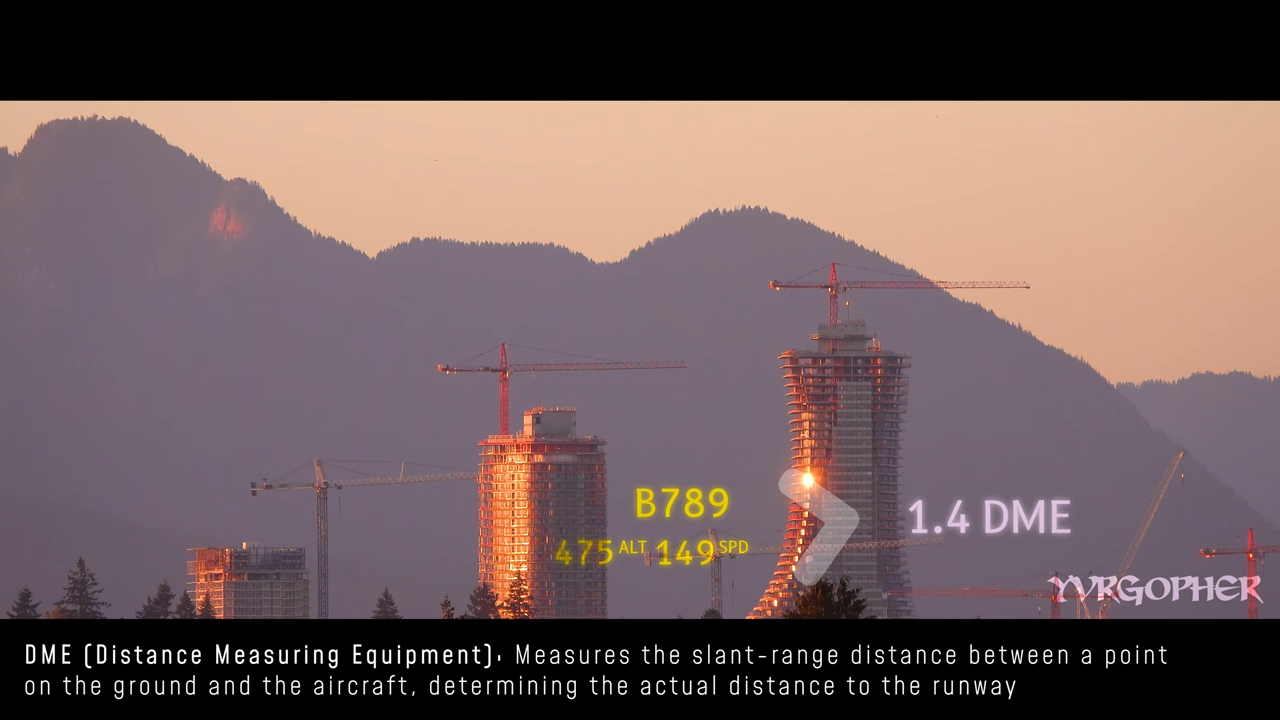 B789
475 ALT 149 SPD
1.4 DME
YVRGOPHER
DME (Distance Measuring Equipment): Measures the slant-range distance between a point
on the ground and the aircraft, determining the actual distance to the runway